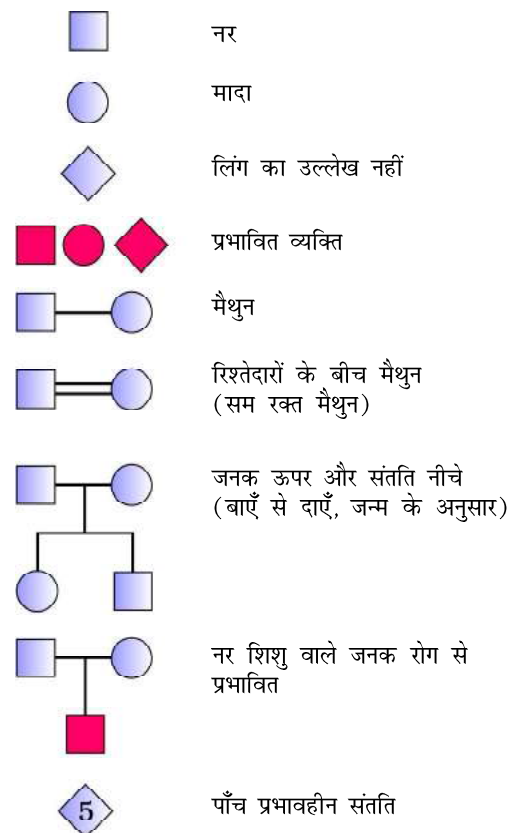 नर
मादा
लिंग का उल्लेख नहीं
प्रभावित व्यक्ति
मैथुन
रिश्तेदारों के बीच मैथुन
(सम रक्त मैथुन)
जनक ऊपर और संतति नीचे
(बाएँ से दाएँ, जन्म के अनुसार)
नर शिशु वाले जनक रोग से
प्रभावित
5 पाँच प्रभावहीन संतति